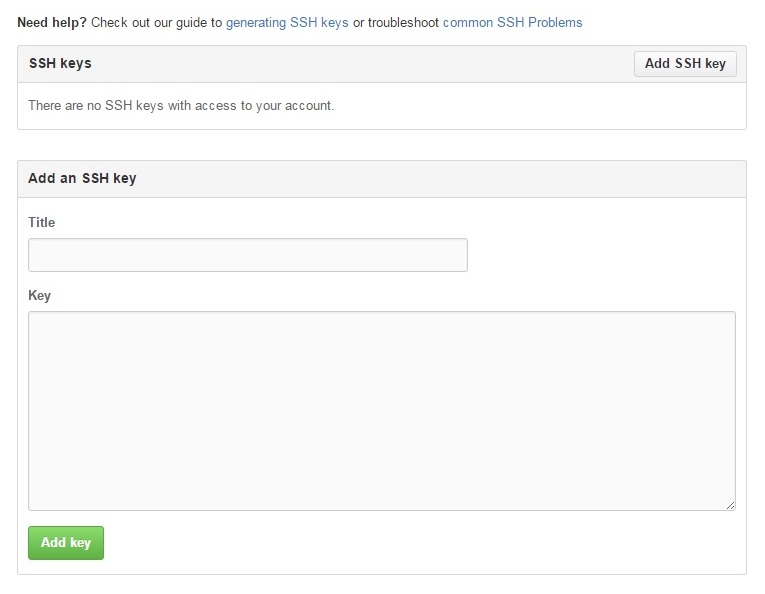 Need help? Check out our guide to generating SSH keys or troubleshoot common SSH Problems
SSH keys
Add SSH key
There are no SSH keys with access to your account.
Add an SSH key
Title
Key
Add key